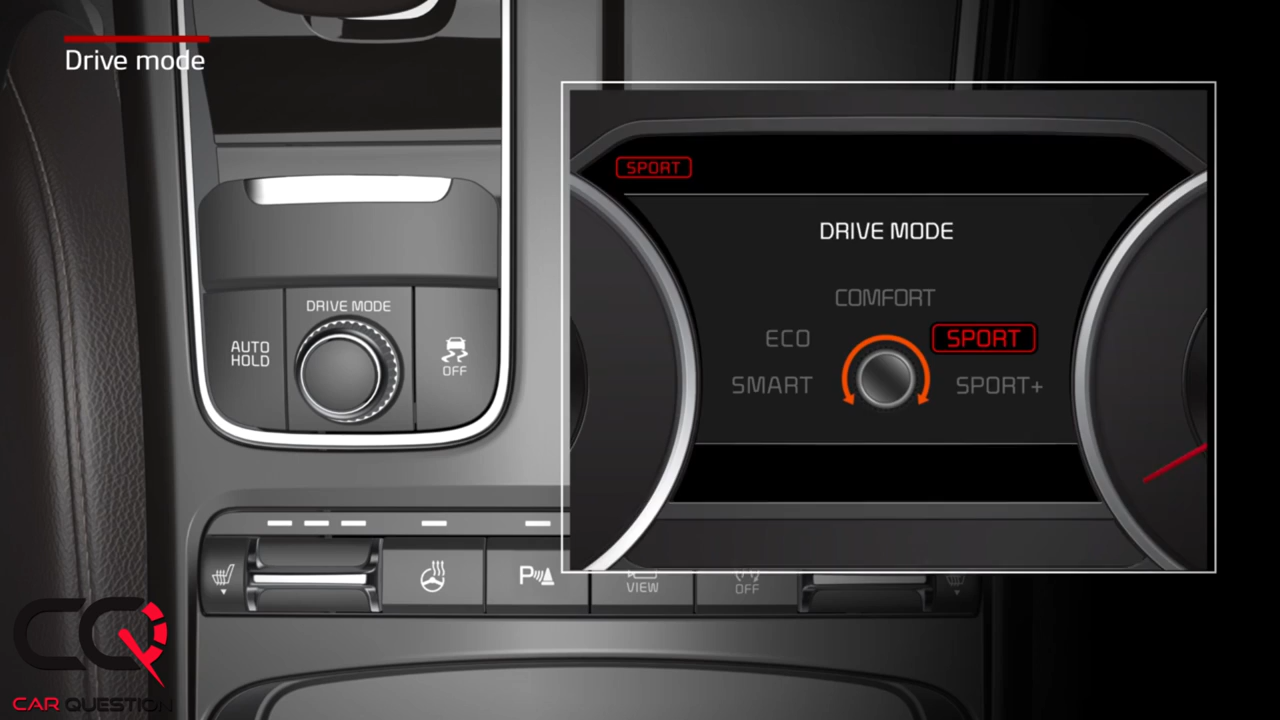 Drive mode
SPORT
DRIVE MODE
COMFORT
ECO
SPORT
SMART
SPORT+
DRIVE MODE
AUTO
HOLD
OFF
P
VIEW
OFF
CQ
CAR QUESTION